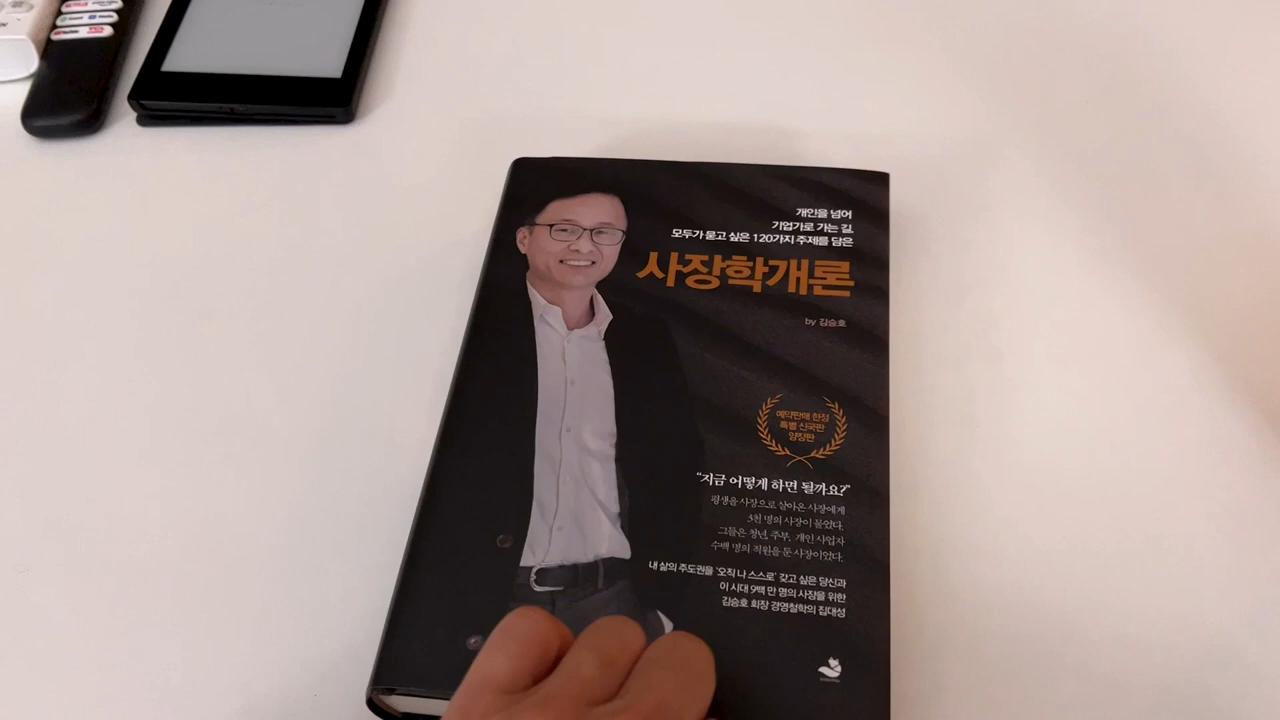 개인을 넘어
기업가로 가는 길.
모두가 묻고 싶은 120가지 주제를 담은
사장학개론
by 김승호
예약판매 한정
특별 신국판
양장판
“지금 어떻게 하면 될까요?”
평생을 사장으로 살아온 사장에게
3천 명의 사장이 물었다.
그들은 청년, 주부, 개인 사업자
수백 명의 직원을 둔 사장이었다.
내 삶의 주도권을 '오직 나 스스로' 갖고 싶은 당신과
이 시대 9백 만 명의 사장을 위한
김승호 회장 경영철학의 집대성